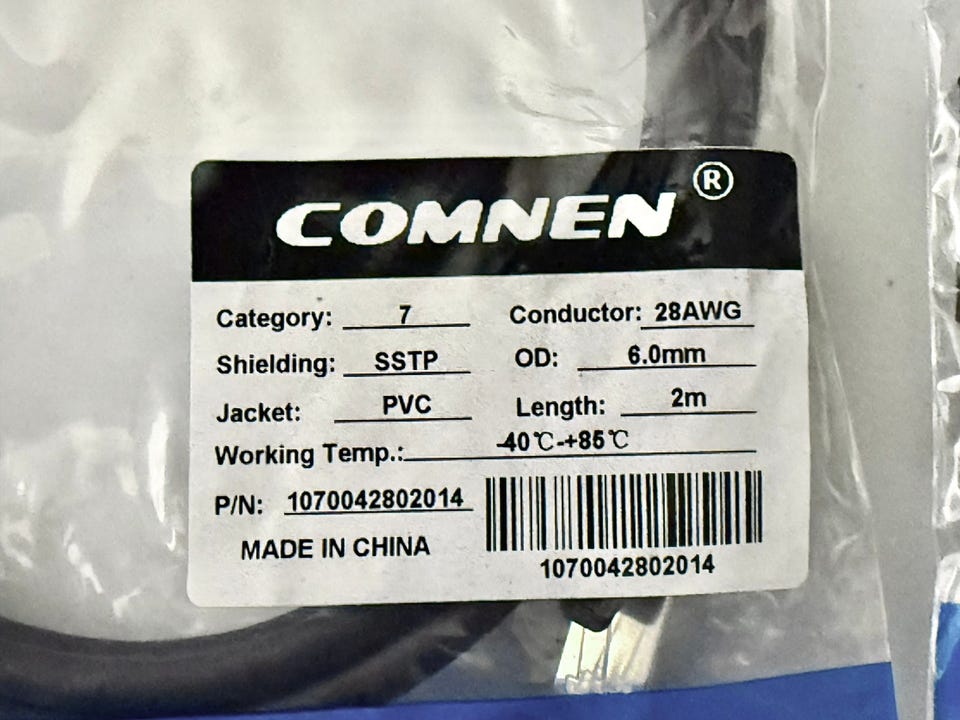 COMNEN®
Category: 7 Conductor: 28AWG
Shielding: SSTP OD: 6.0mm
Jacket: PVC Length: 2m
Working Temp.: -40℃-+85℃
P/N: 1070042802014
MADE IN CHINA
1070042802014